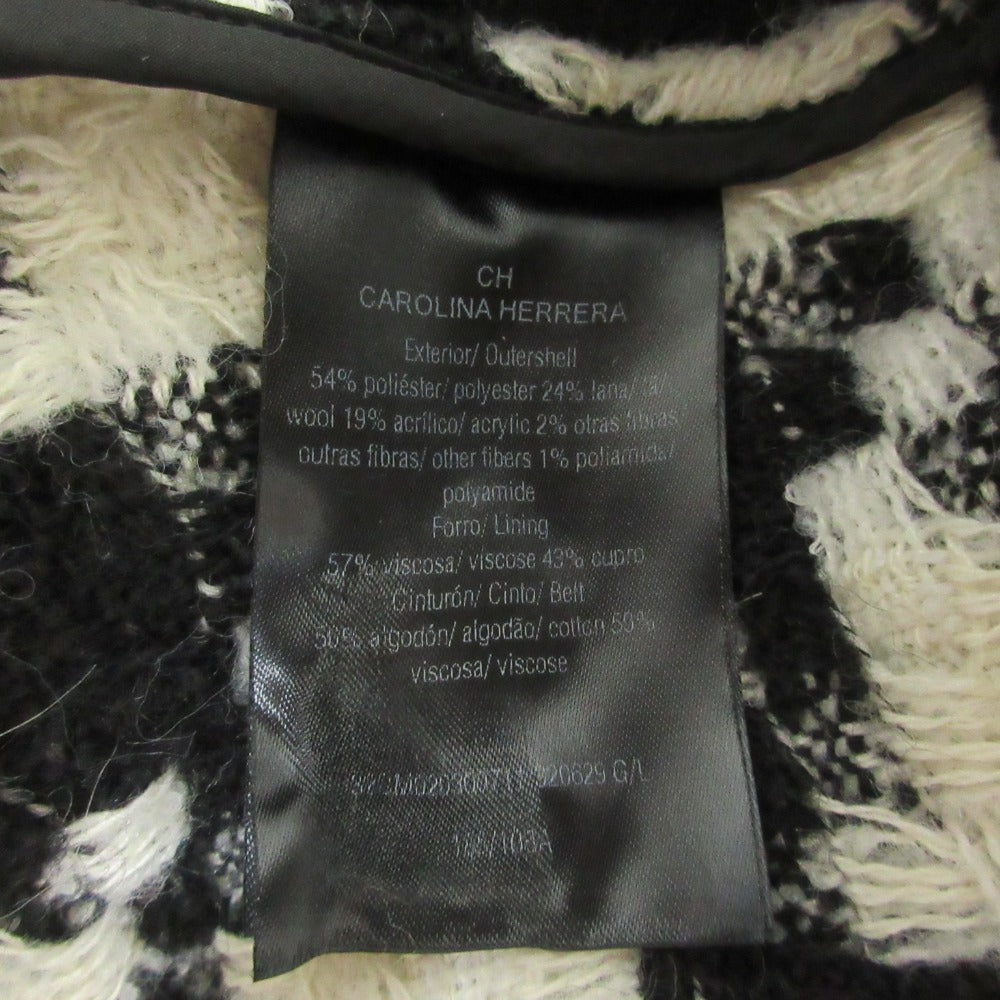 CH
CAROLINA HERRERA
Exterior/ Outershell
54% poliéster/ polyester 24% lana/ lã/
wool 19% acrílico/ acrylic 2% otras fibras
outras fibras/ other fibers 1% poliamida/
polyamide
Forro/ Lining
57% viscosa/ viscose 43% cupro
Cinturón/ Cinto/ Belt
50% algodón/ algodão/ cotton 50%
viscosa/ viscose
G/L